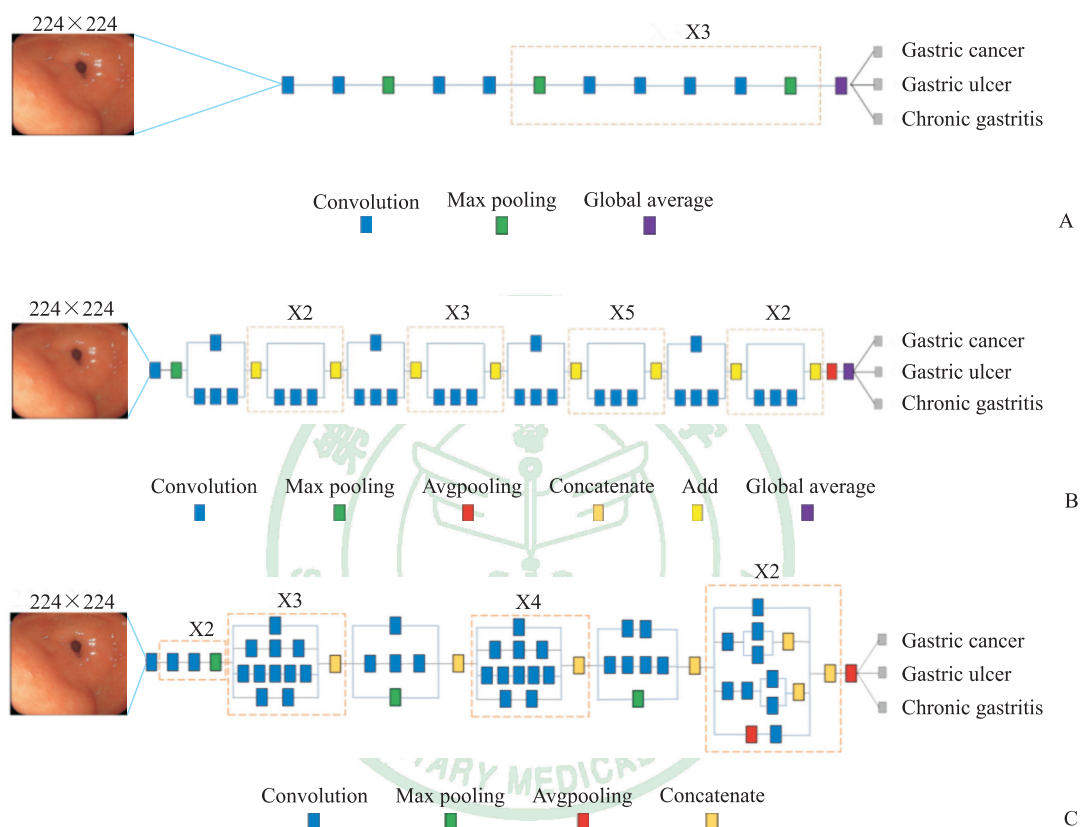 224×224
X3
Gastric cancer
Gastric ulcer
Chronic gastritis
Convolution Max pooling Global average
A
224×224
X2 X3 X5 X2
Gastric cancer
Gastric ulcer
Chronic gastritis
Convolution Max pooling Avgpooling Concatenate Add Global average
B
224×224
X2 X3 X4 X2
Gastric cancer
Gastric ulcer
Chronic gastritis
MEDICAL
Convolution Max pooling Avgpooling Concatenate
C